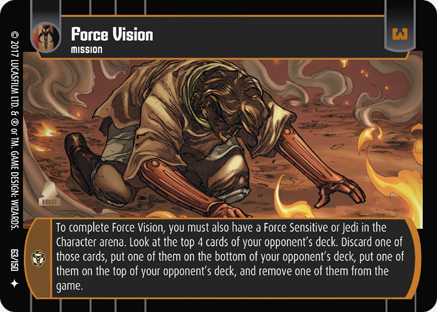 Force Vision
MISSION
3
To complete Force Vision, you must also have a Force Sensitive or Jedi in the
Character arena. Look at the top 4 cards of your opponent's deck. Discard one of
those cards, put one of them on the bottom of your opponent's deck, put one of
them on the top of your opponent's deck, and remove one of them from the
game.
© 2017 LUCASFILM LTD. & ® or TM. GAME DESIGN: WIZARDS.